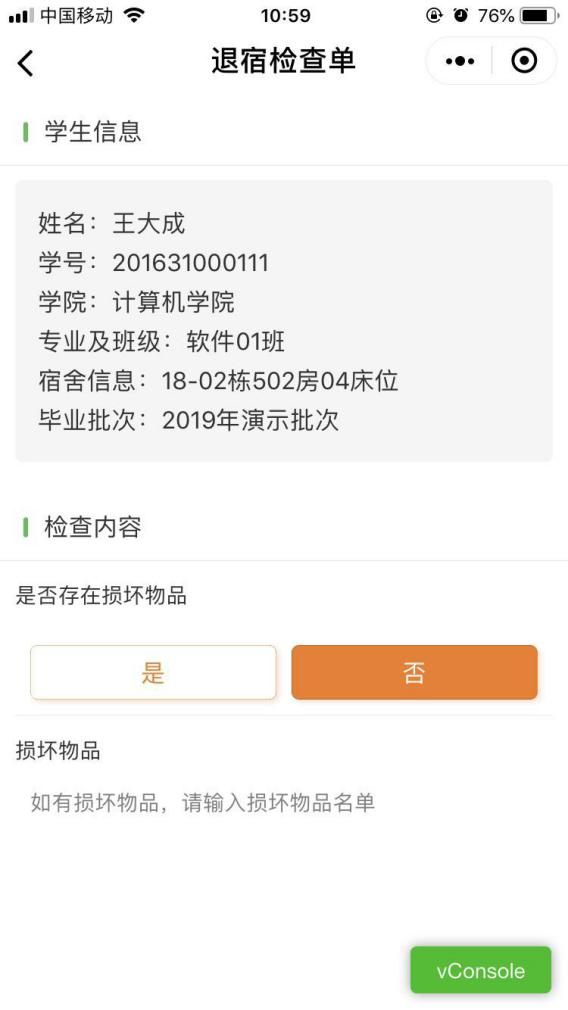 中国移动 10:59 76%
退宿检查单
学生信息
姓名：王大成
学号：201631000111
学院：计算机学院
专业及班级：软件01班
宿舍信息：18-02栋502房04床位
毕业批次：2019年演示批次
检查内容
是否存在损坏物品
是 否
损坏物品
如有损坏物品，请输入损坏物品名单
vConsole